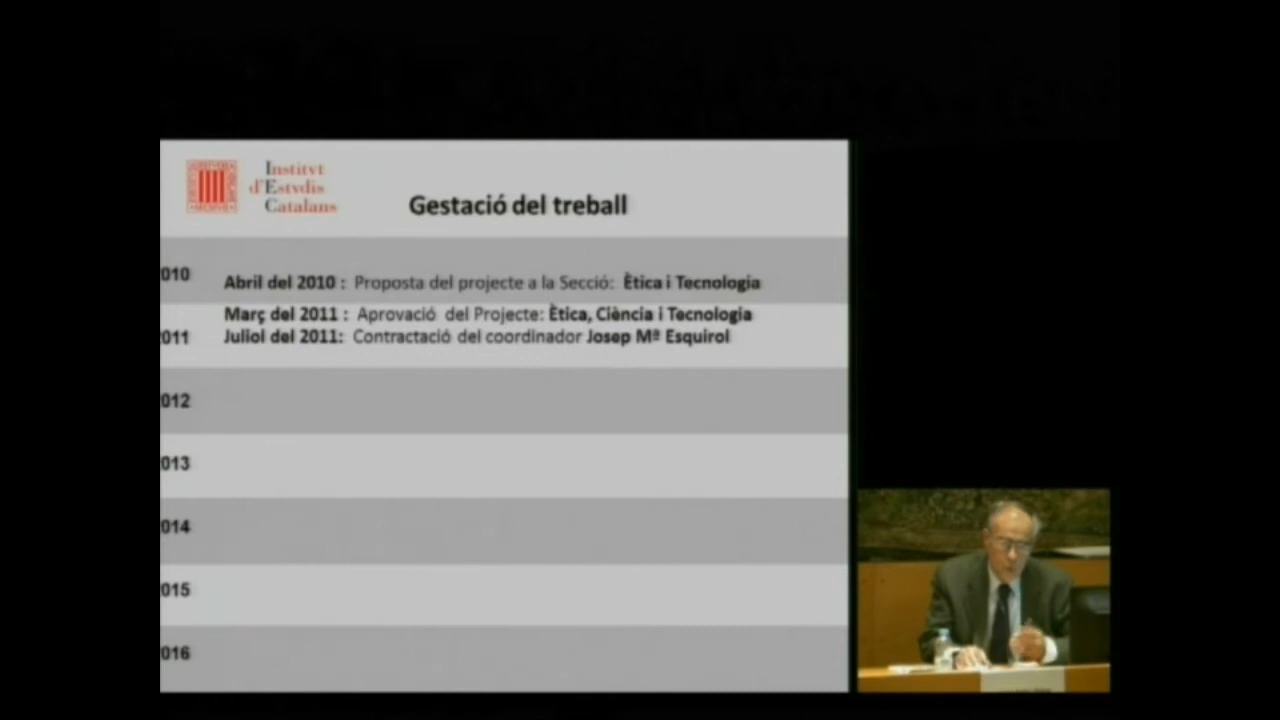 Institvt
d'Estvdis
Catalans
Gestació del treball
010
Abril del 2010 : Proposta del projecte a la Secció: Ètica i Tecnologia
Març del 2011 : Aprovació del Projecte: Ètica, Ciència i Tecnologia
011
Juliol del 2011: Contractació del coordinador Josep Mª Esquirol
012
013
014
015
016